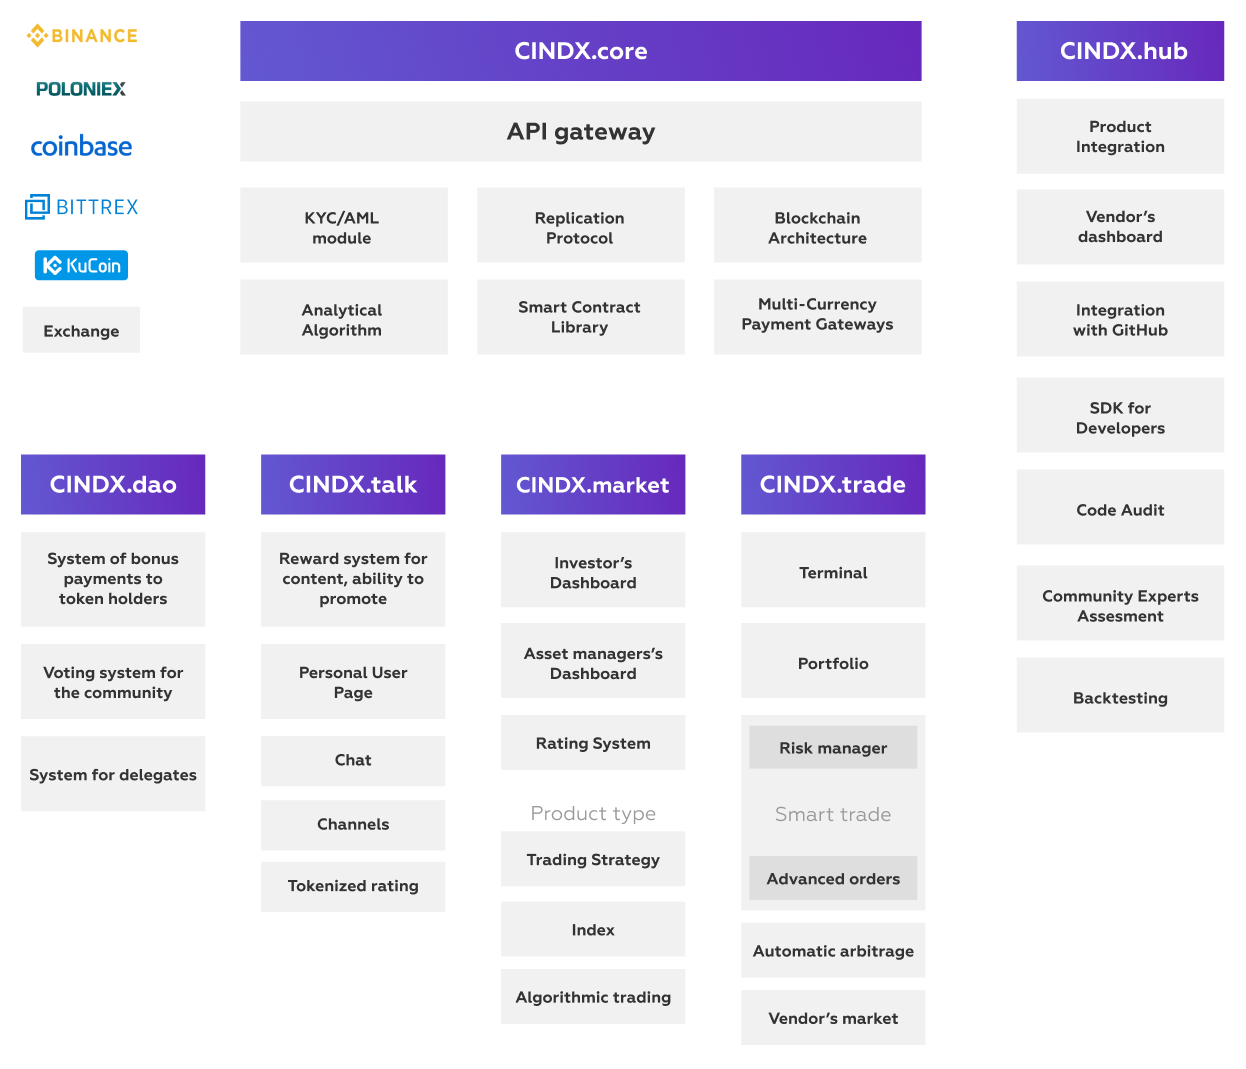 BINANCE
POLONIEX
coinbase
BITTREX
KuCoin
Exchange
CINDX.core
API gateway
KYC/AML
module
Replication
Protocol
Blockchain
Architecture
Analytical
Algorithm
Smart Contract
Library
Multi-Currency
Payment Gateways
CINDX.hub
Product
Integration
Vendor's
dashboard
Integration
with GitHub
SDK for
Developers
Code Audit
Community Experts
Assesment
Backtesting
CINDX.dao
System of bonus
payments to
token holders
Voting system for
the community
System for delegates
CINDX.talk
Reward system for
content, ability to
promote
Personal User
Page
Chat
Channels
Tokenized rating
CINDX.market
Investor's
Dashboard
Asset managers's
Dashboard
Rating System
Product type
Trading Strategy
Index
Algorithmic trading
CINDX.trade
Terminal
Portfolio
Risk manager
Smart trade
Advanced orders
Automatic arbitrage
Vendor's market